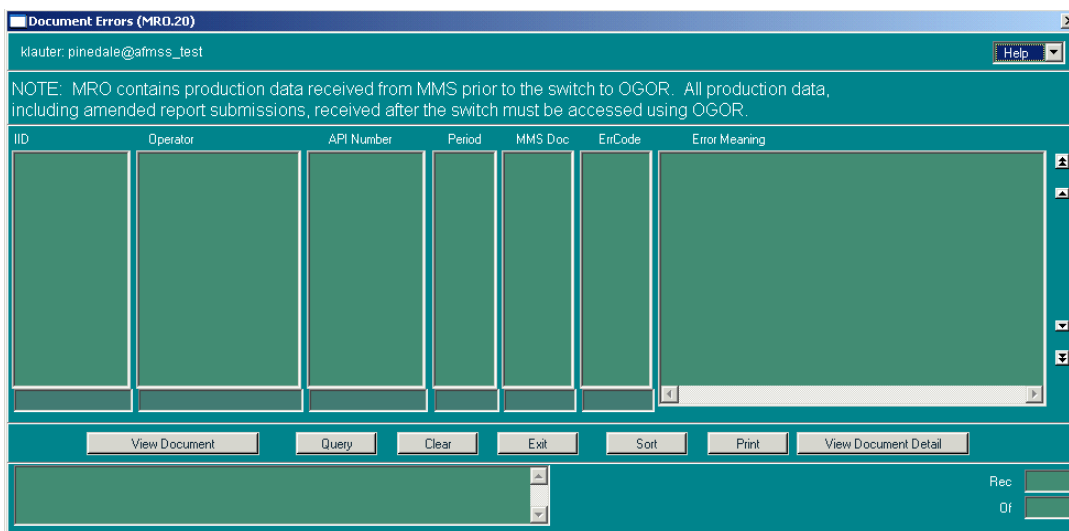 Document Errors (MRO.20)
klauter: pinedale@afmss_test
Help
NOTE: MRO contains production data received from MMS prior to the switch to OGOR. All production data,
including amended report submissions, received after the switch must be accessed using OGOR.
IID Operator API Number Period MMS Doc ErrCode Error Meaning
View Document Query Clear Exit Sort Print View Document Detail
Rec
Of